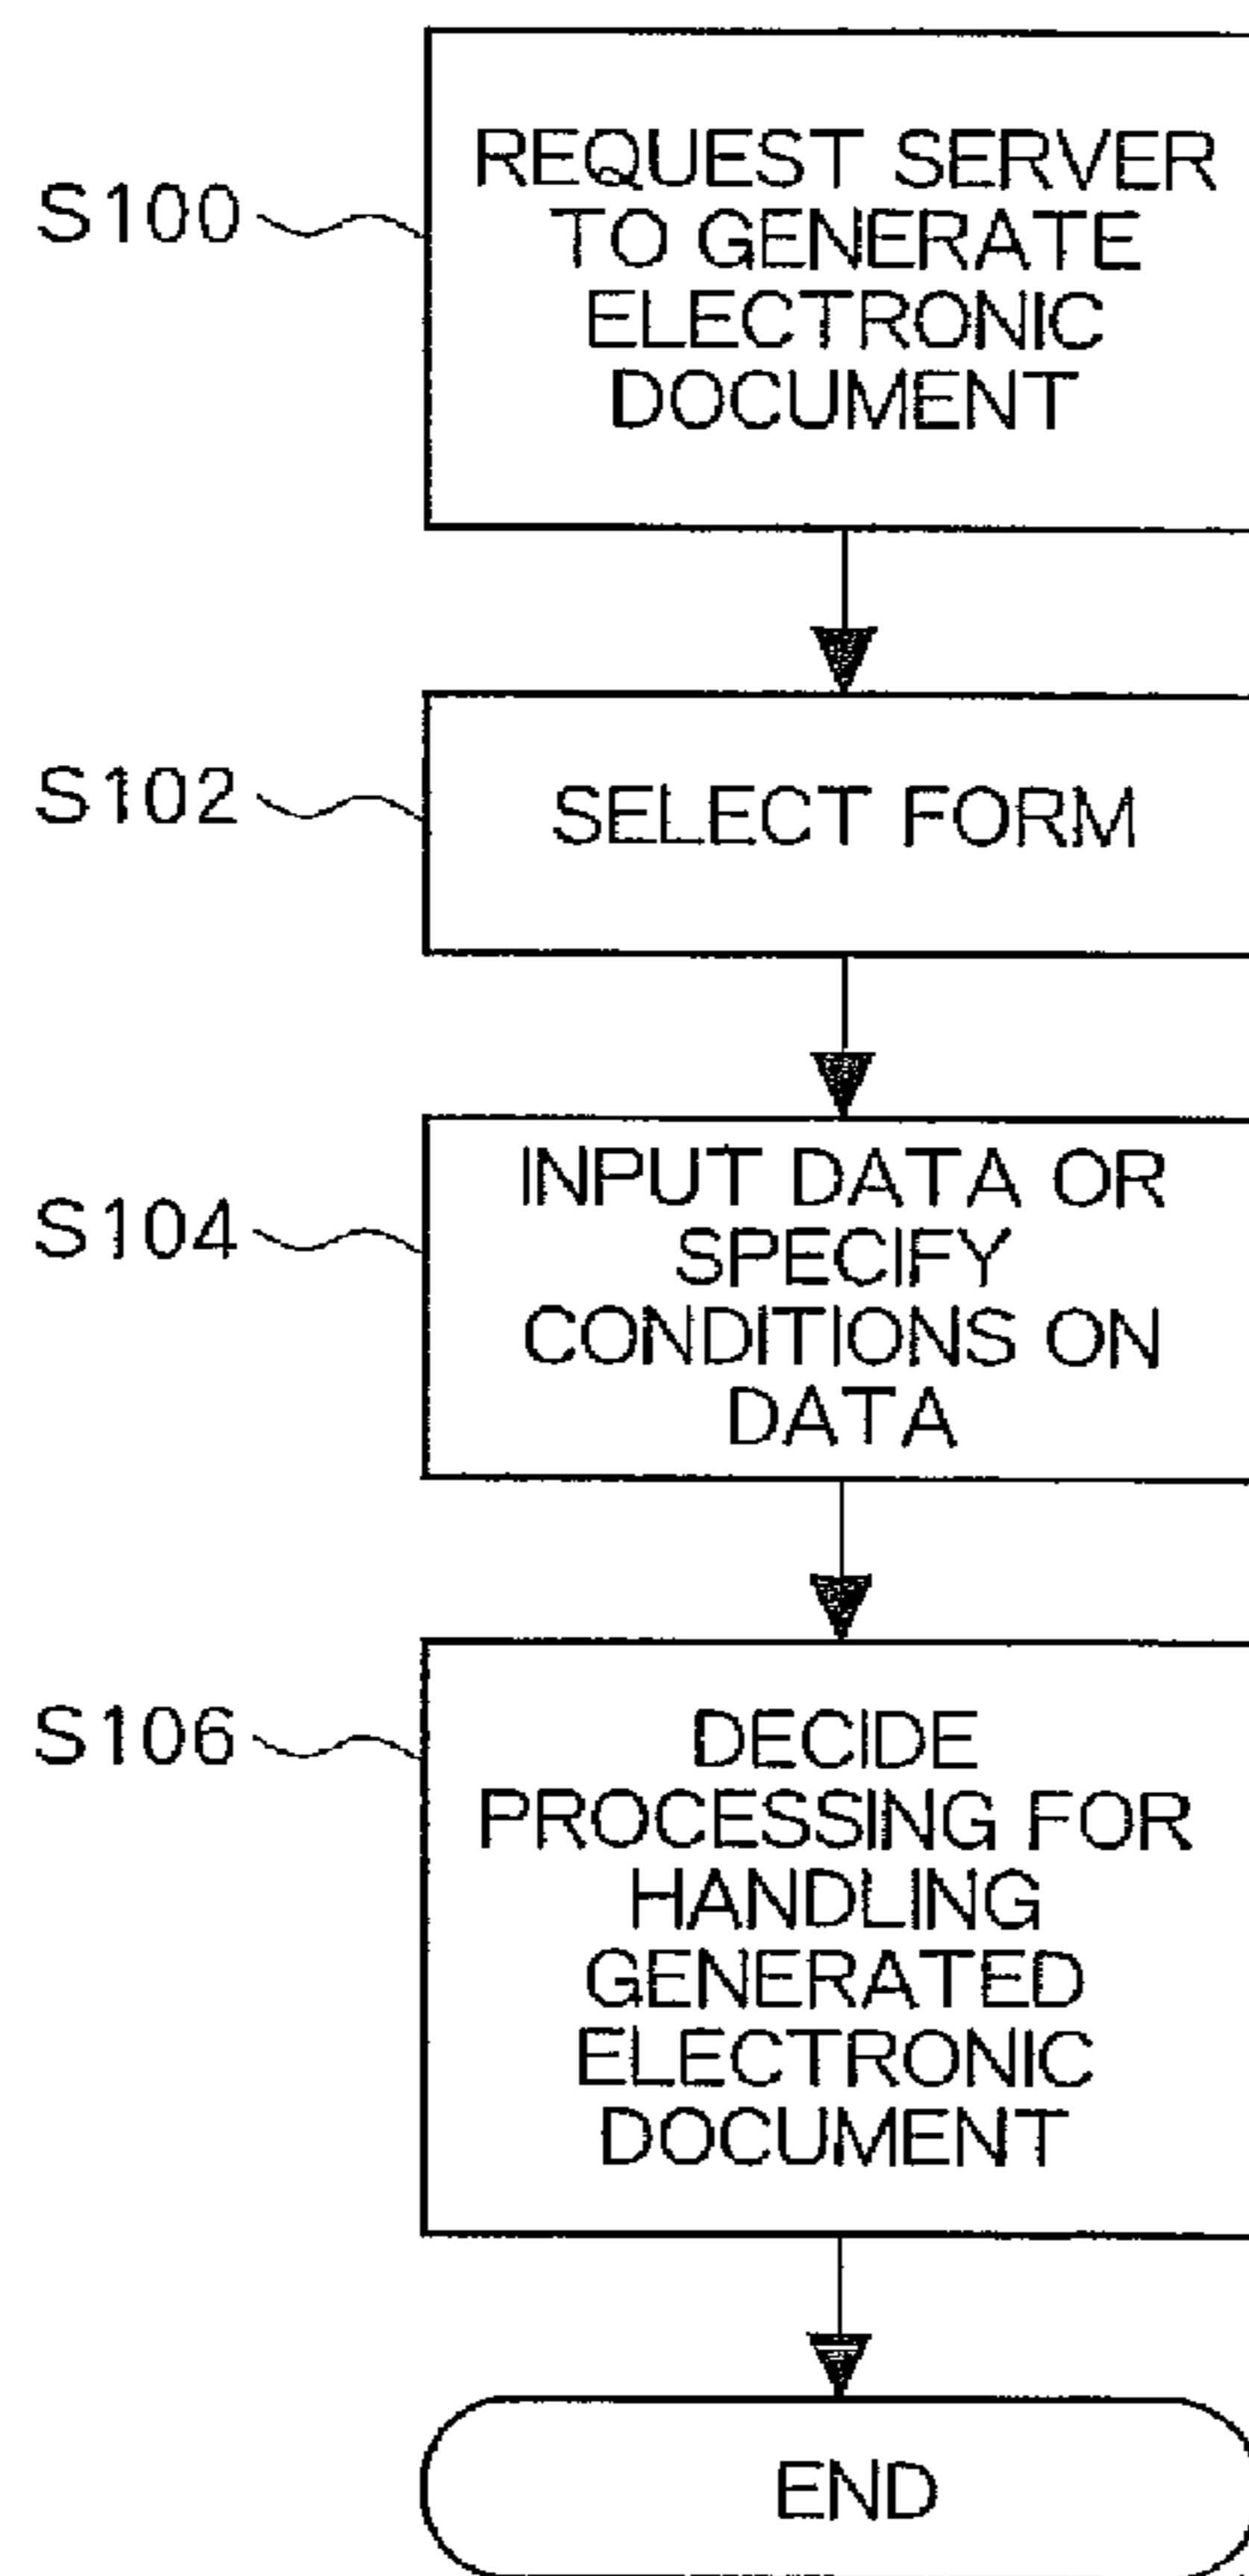 S100
REQUEST SERVER
TO GENERATE
ELECTRONIC
DOCUMENT
S102
SELECT FORM
S104
INPUT DATA OR
SPECIFY
CONDITIONS ON
DATA
S106
DECIDE
PROCESSING FOR
HANDLING
GENERATED
ELECTRONIC
DOCUMENT
END